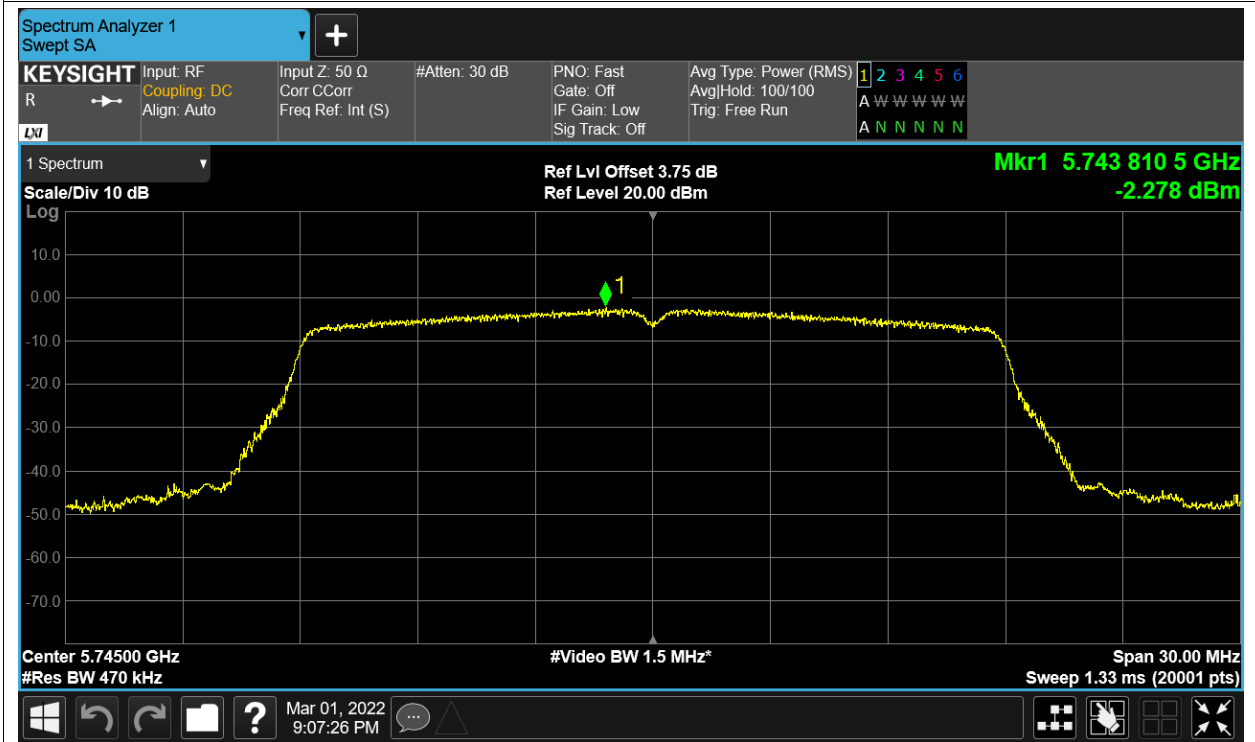 Spectrum Analyzer 1
Swept SA
+
KEYSIGHT
R
LXI
Input: RF
Coupling: DC
Align: Auto
Input Z: 50 Ω
Corr CCorr
Freq Ref: Int (S)
#Atten: 30 dB
PNO: Fast
Gate: Off
IF Gain: Low
Sig Track: Off
Avg Type: Power (RMS)
Avg|Hold: 100/100
Trig: Free Run
1 2 3 4 5 6
A W W W W W
A N N N N N
1 Spectrum
Scale/Div 10 dB
Log
Ref Lvl Offset 3.75 dB
Ref Level 20.00 dBm
Mkr1 5.743 810 5 GHz
-2.278 dBm
10.0
0.00
-10.0
-20.0
-30.0
-40.0
-50.0
-60.0
-70.0
1
Center 5.74500 GHz
#Res BW 470 kHz
#Video BW 1.5 MHz*
Span 30.00 MHz
Sweep 1.33 ms (20001 pts)
?
Mar 01, 2022
9:07:26 PM